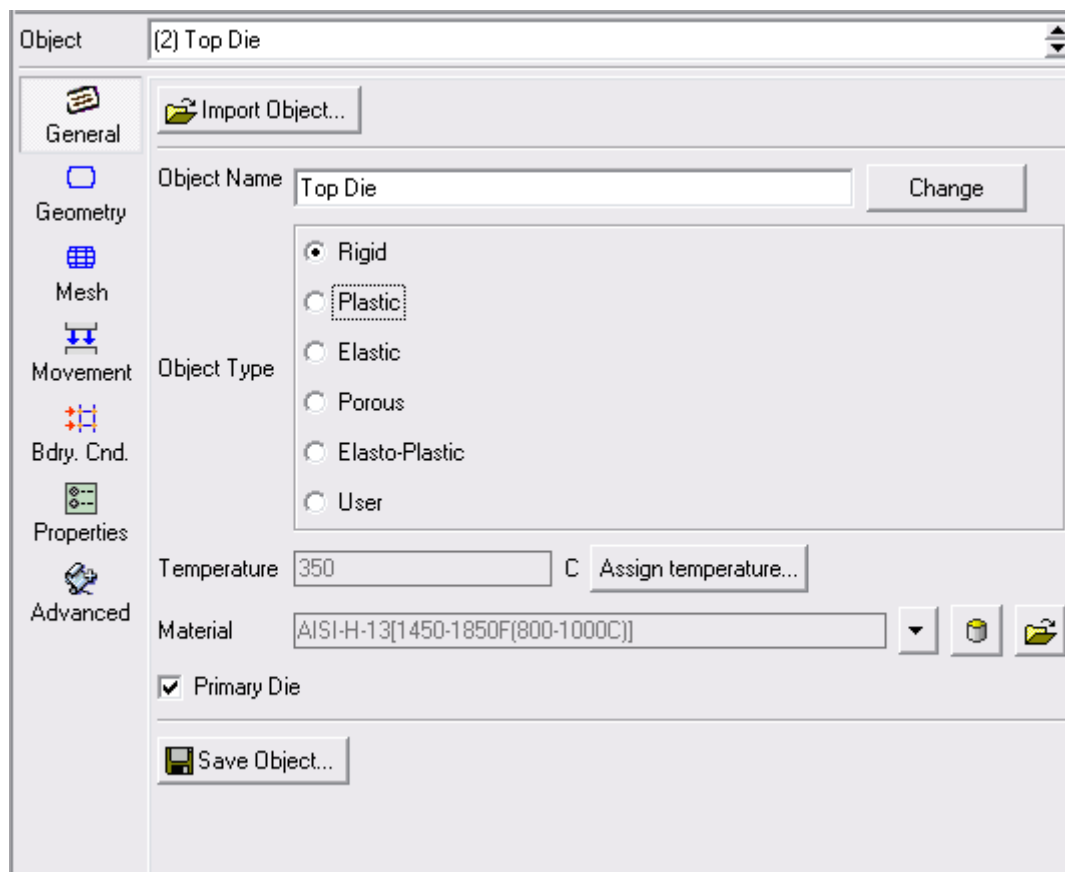 Object (2) Top Die
General
Import Object...
Geometry
Object Name Top Die Change
Mesh
Movement
Bdry. Cnd.
Properties
Advanced
Object Type
Rigid
Plastic
Elastic
Porous
Elasto-Plastic
User
Temperature 350 C Assign temperature...
Material AISI-H-13[1450-1850F(800-1000C)]
Primary Die
Save Object...